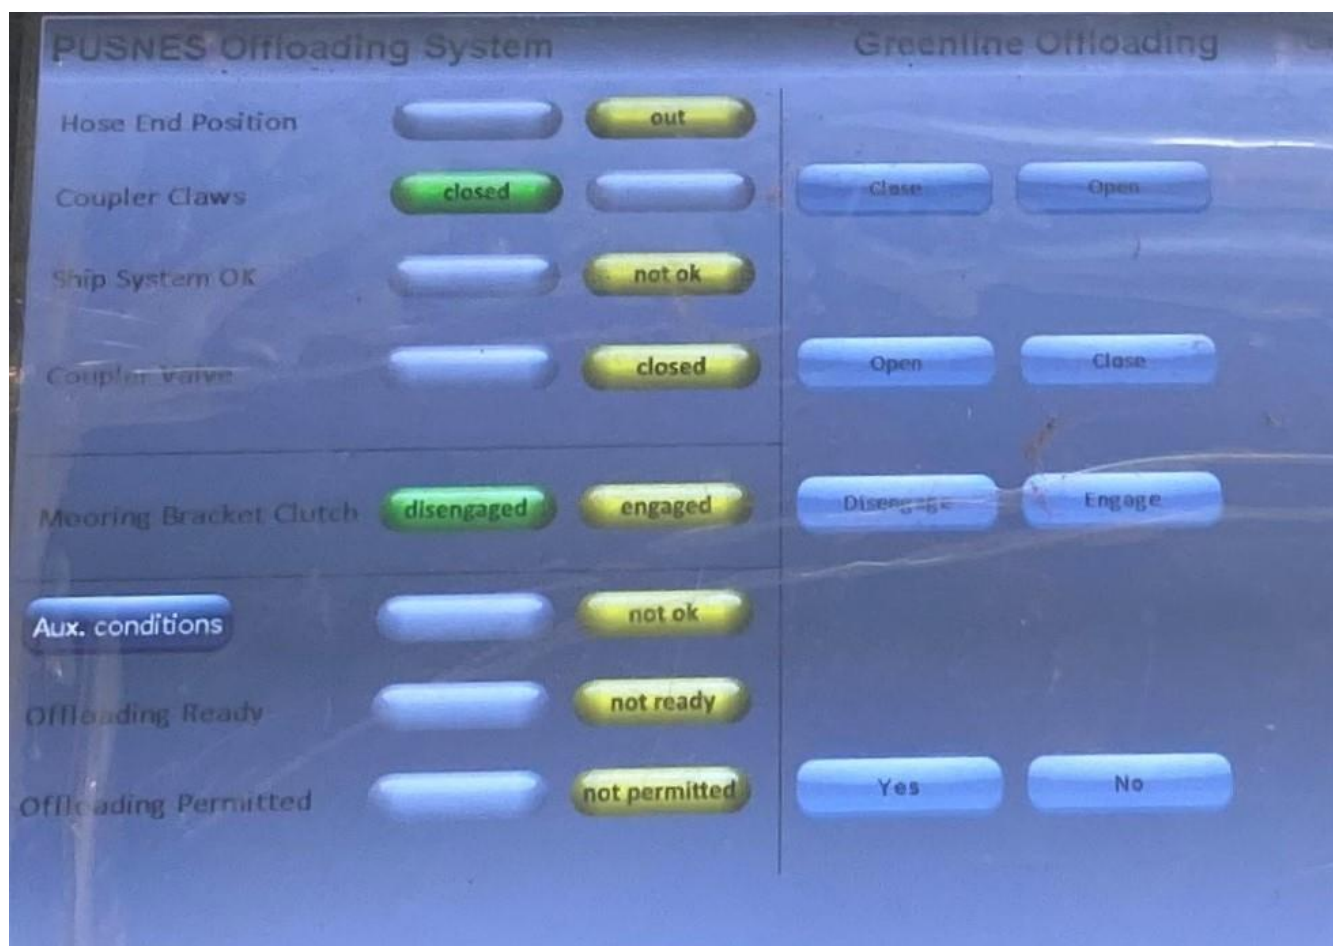 PUSNES Offloading System Greenline Offloading
Hose End Position out
Coupler Claws closed Close Open
Ship System OK not ok
Coupler Valve closed Open Close
Mooring Bracket Clutch disengaged engaged Disengage Engage
Aux. conditions not ok
Offloading Ready not ready
Offloading Permitted not permitted Yes No